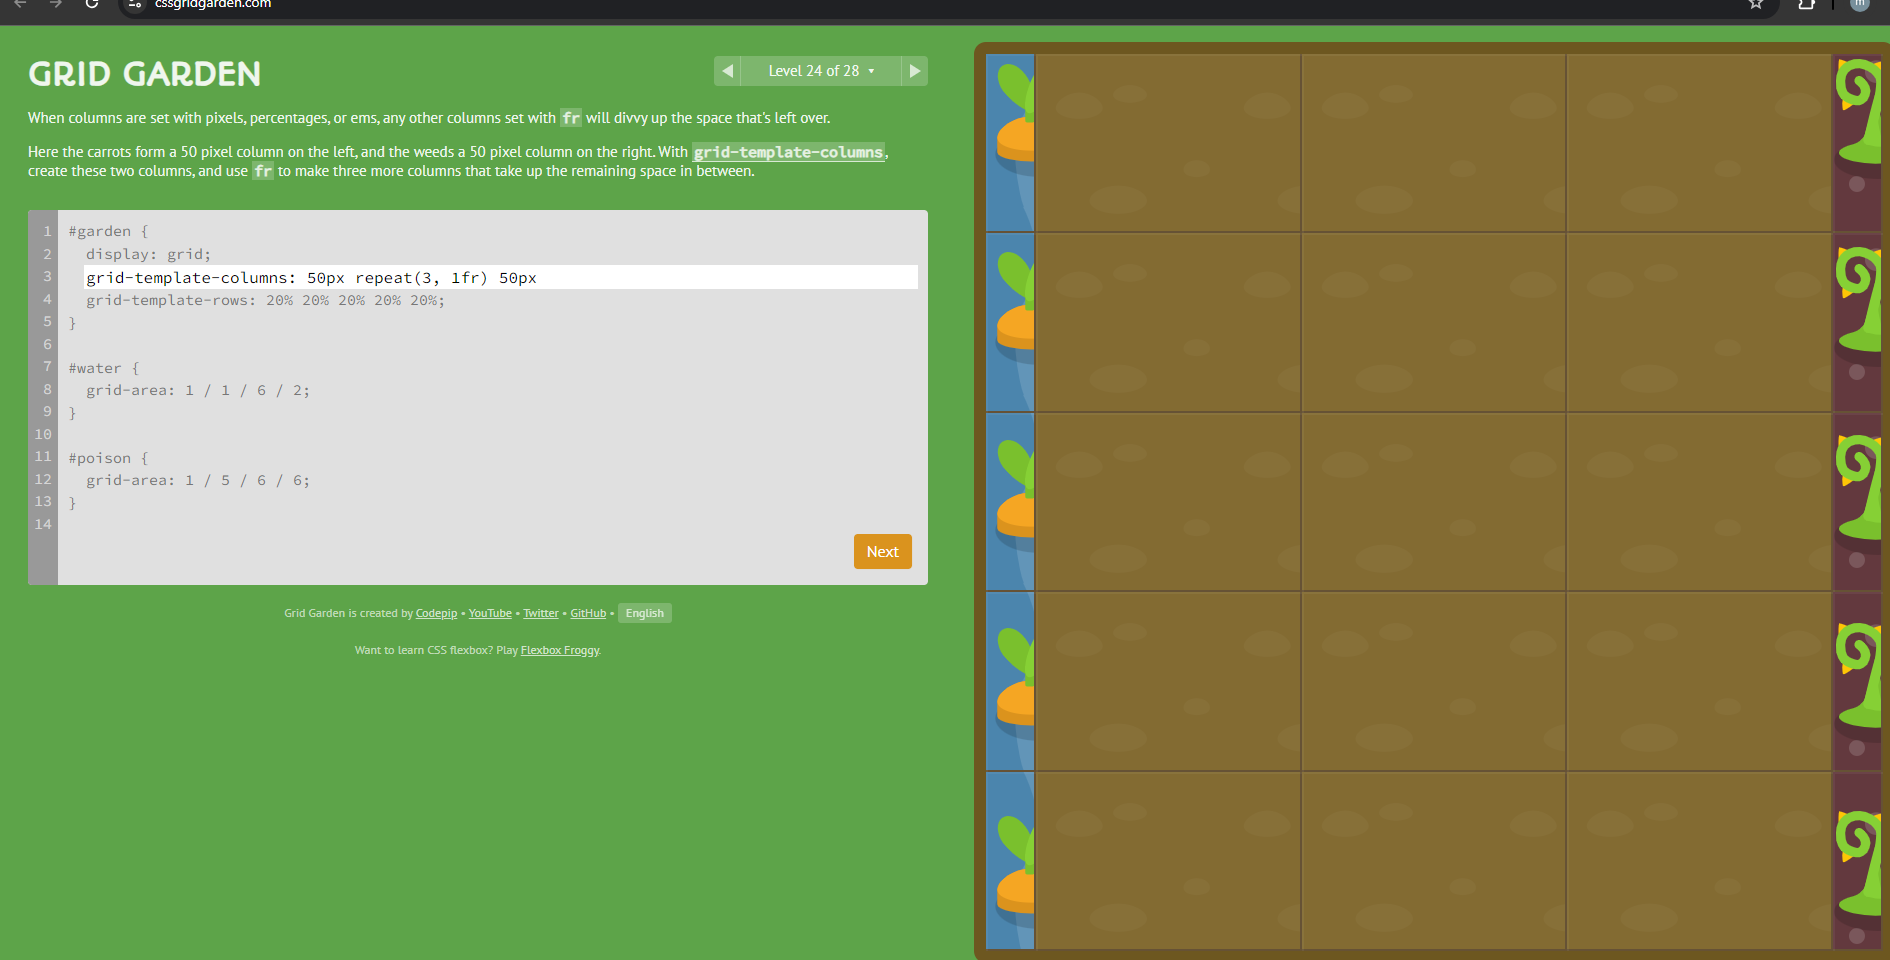 cssgridgarden.com
m
GRID GARDEN
Level 24 of 28
When columns are set with pixels, percentages, or ems, any other columns set with fr will divvy up the space that's left over.
Here the carrots form a 50 pixel column on the left, and the weeds a 50 pixel column on the right. With grid-template-columns,
create these two columns, and use fr to make three more columns that take up the remaining space in between.
1 #garden {
2 display: grid;
3 grid-template-columns: 50px repeat(3, 1fr) 50px
4 grid-template-rows: 20% 20% 20% 20% 20%;
5 }
6
7 #water {
8 grid-area: 1 / 1 / 6 / 2;
9 }
10
11 #poison {
12 grid-area: 1 / 5 / 6 / 6;
13 }
14
Next
Grid Garden is created by Codepip • YouTube • Twitter • GitHub • English
Want to learn CSS flexbox? Play Flexbox Froggy.